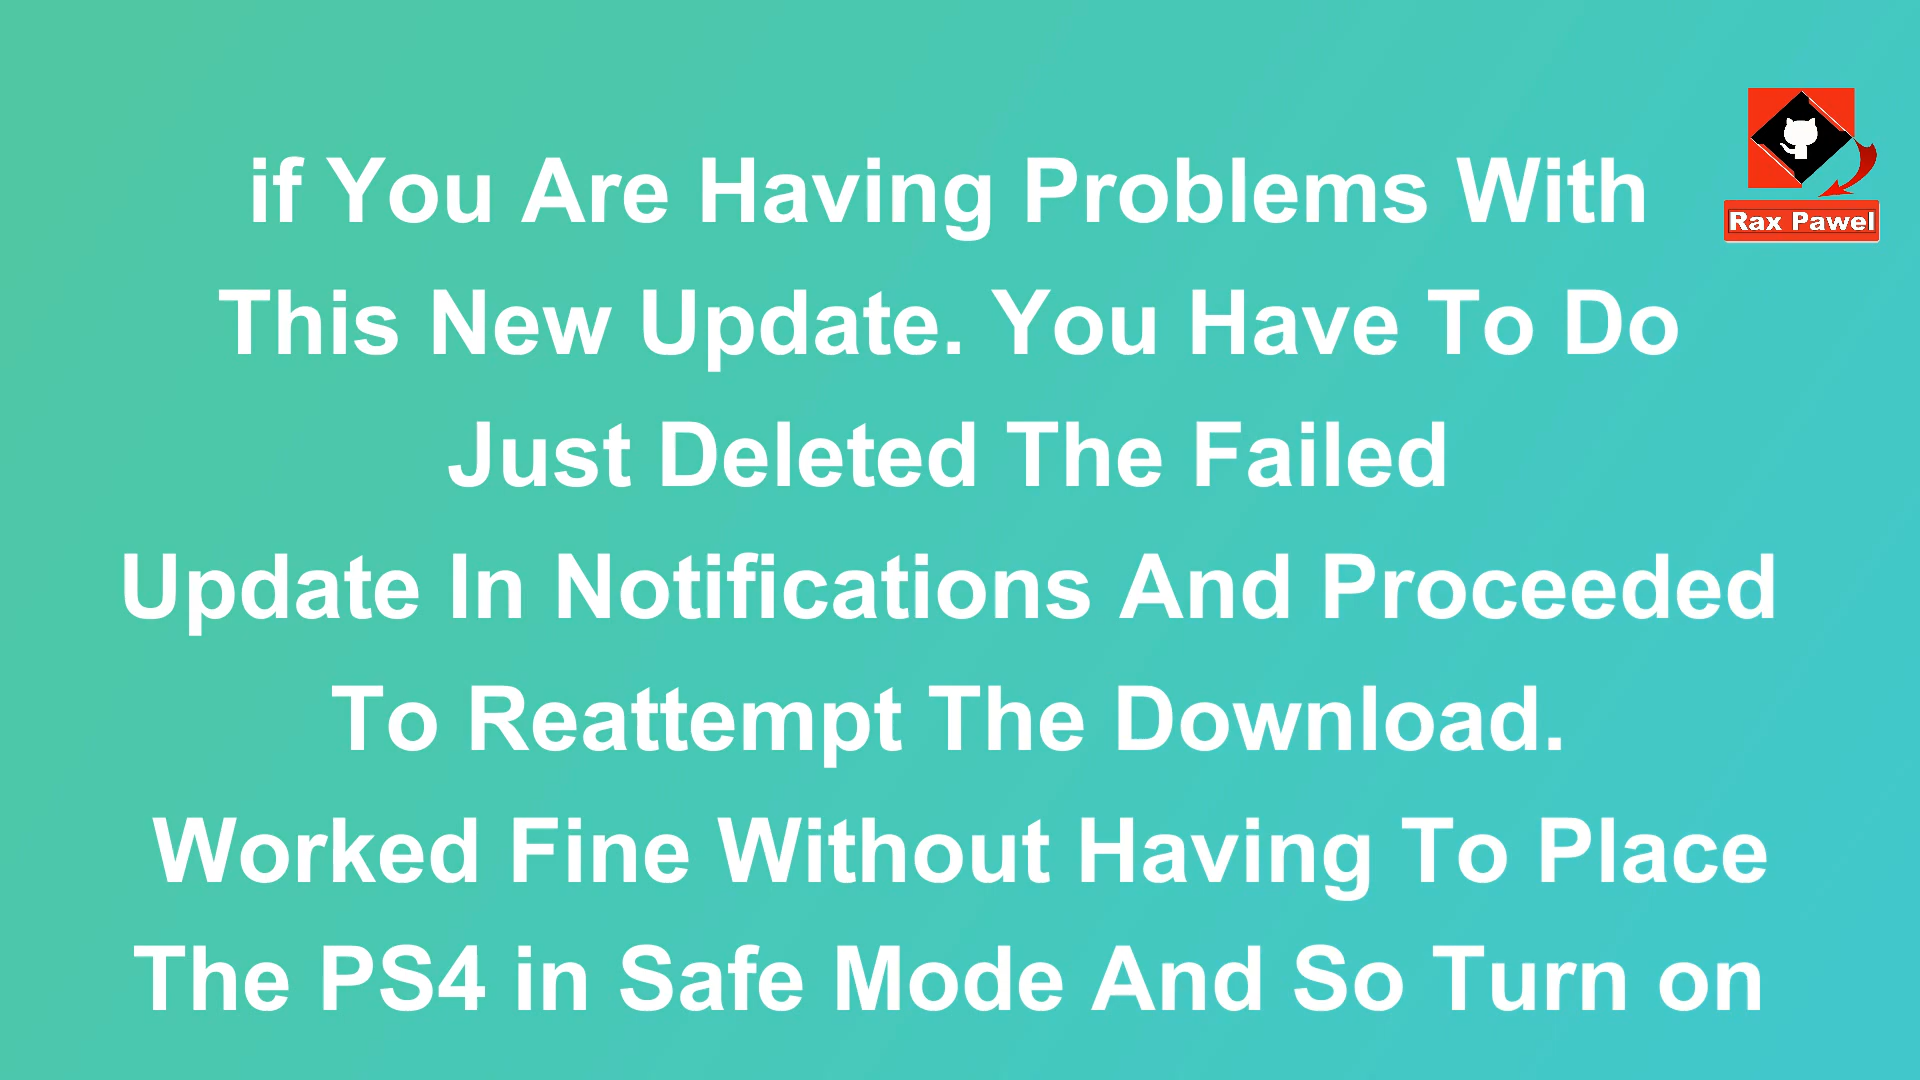 if You Are Having Problems With
Rax Pawel
This New Update. You Have To Do
Just Deleted The Failed
Update In Notifications And Proceeded
To Reattempt The Download.
Worked Fine Without Having To Place
The PS4 in Safe Mode And So Turn on